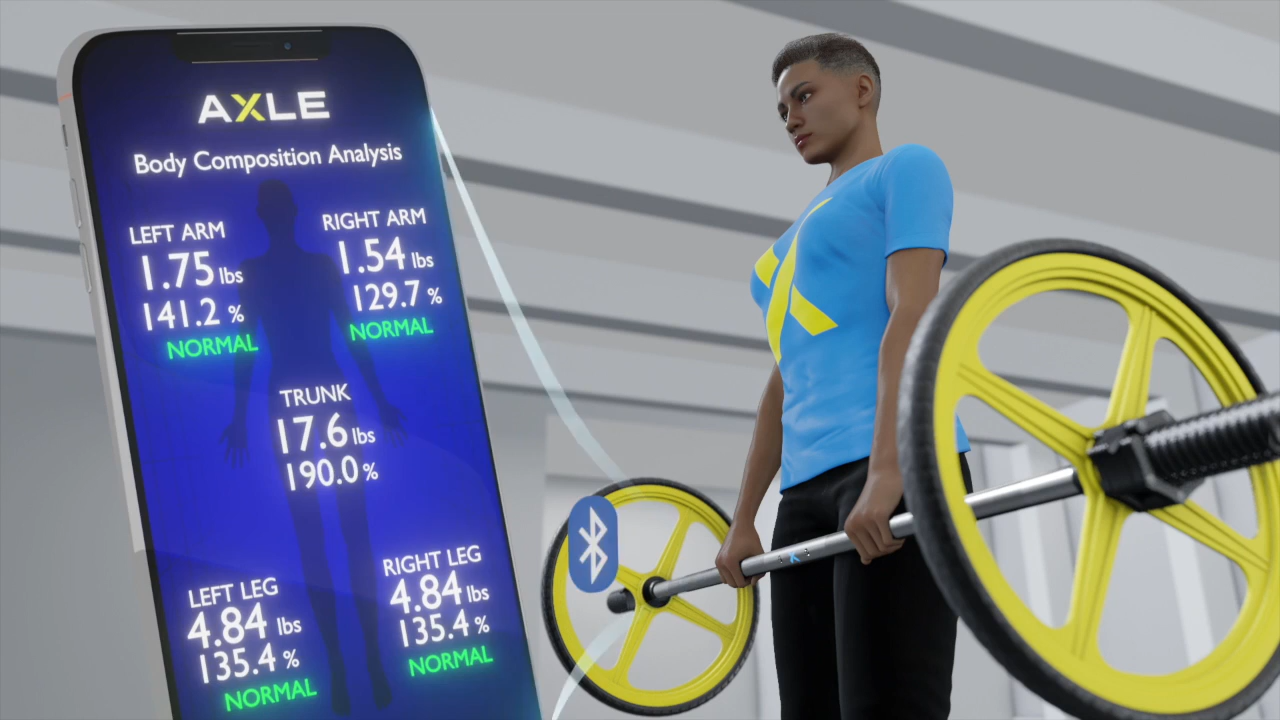 AXLE
Body Composition Analysis
LEFT ARM
1.75 lbs
141.2 %
NORMAL
RIGHT ARM
1.54 lbs
129.7 %
NORMAL
TRUNK
17.6 lbs
190.0 %
LEFT LEG
4.84 lbs
135.4 %
NORMAL
RIGHT LEG
4.84 lbs
135.4 %
NORMAL